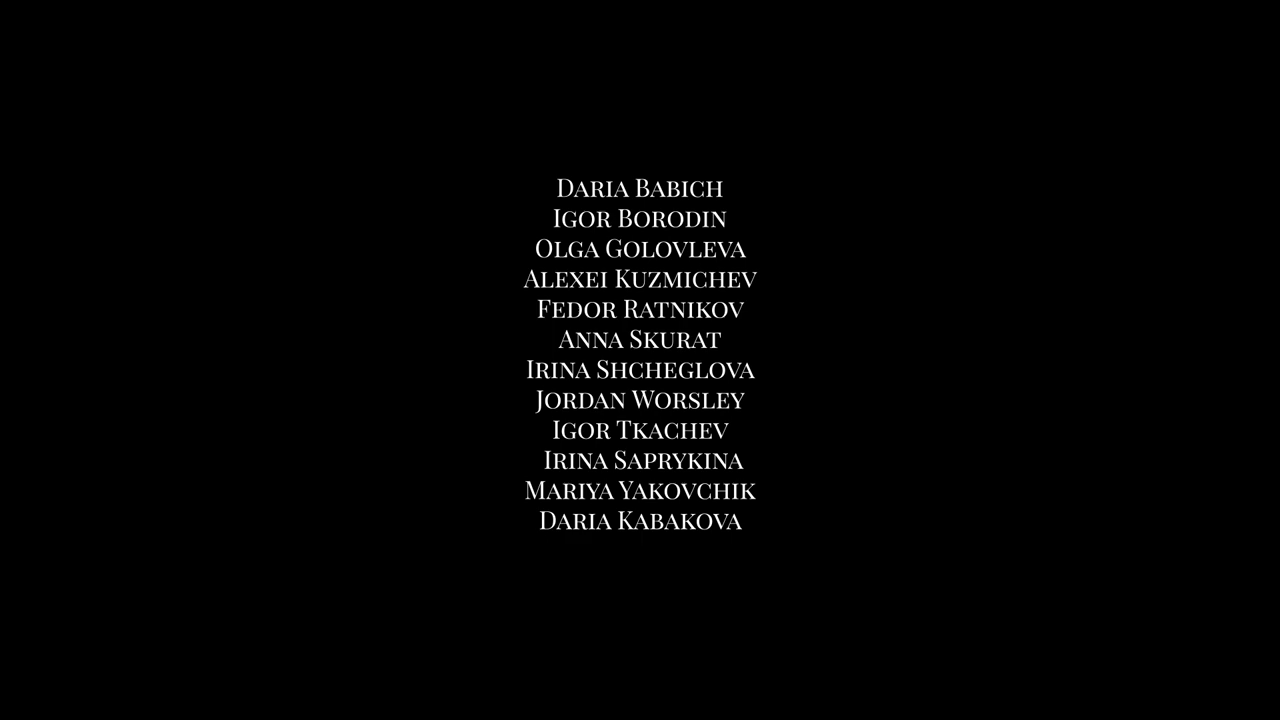 Daria Babich
Igor Borodin
Olga Golovleva
Alexei Kuzmichev
Fedor Ratnikov
Anna Skurat
Irina Shcheglova
Jordan Worsley
Igor Tkachev
Irina Saprykina
Mariya Yakovchik
Daria Kabakova